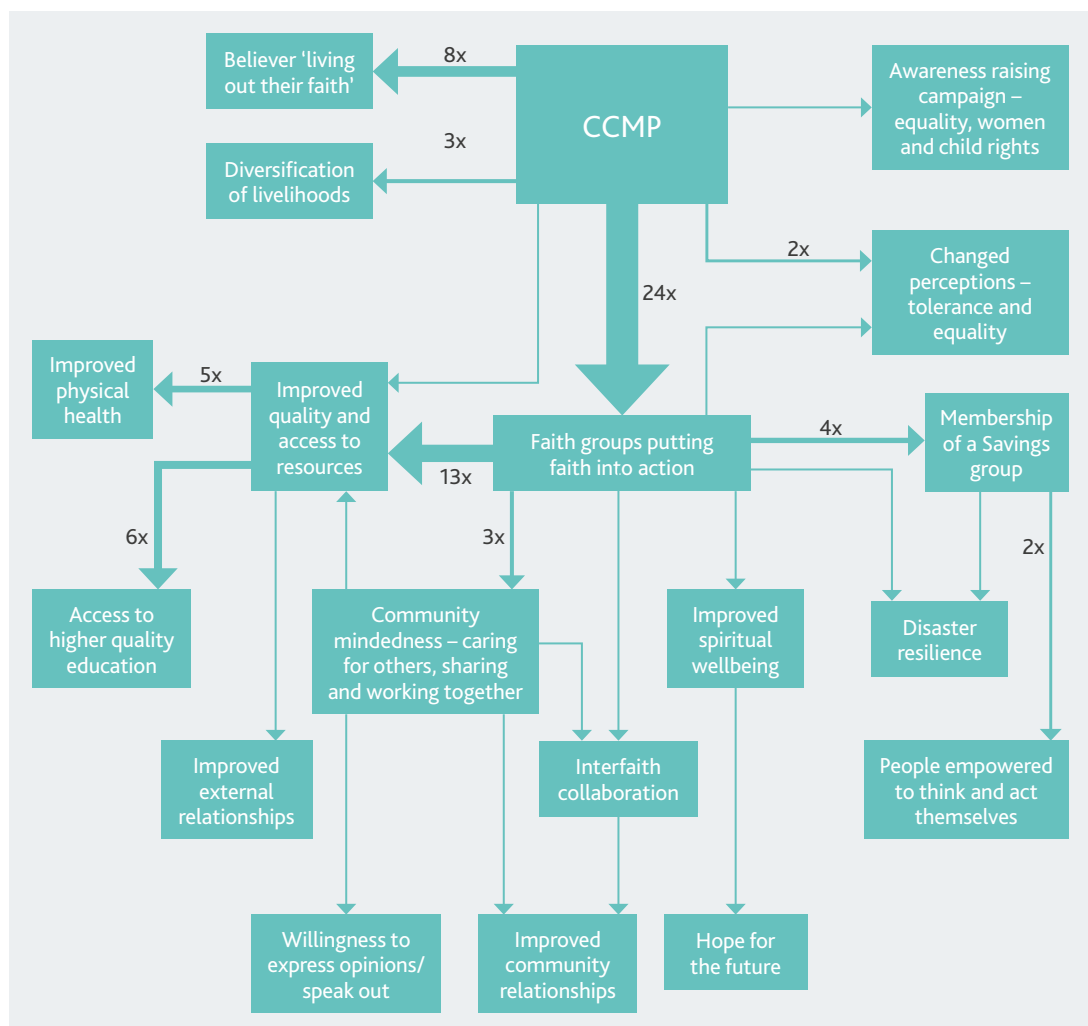 Believer ‘living
out their faith’
8x
CCMP
Awareness raising
campaign –
equality, women
and child rights
3x
Diversification
of livelihoods
2x
Changed
perceptions –
tolerance and
equality
24x
Improved
physical
health
5x
Improved
quality and
access to
resources
13x
Faith groups putting
faith into action
4x
Membership
of a Savings
group
6x
3x
2x
Access to
higher quality
education
Community
mindedness – caring
for others, sharing
and working together
Improved
spiritual
wellbeing
Disaster
resilience
Improved
external
relationships
Interfaith
collaboration
People empowered
to think and act
themselves
Willingness to
express opinions/
speak out
Improved
community
relationships
Hope for
the future